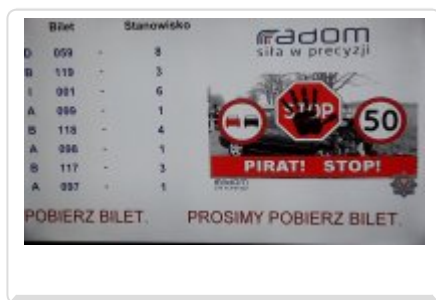 Bilet Stanowisko
D 059 - 8
B 119 - 3
I 001 - 6
A 099 - 1
B 118 - 4
A 098 - 1
B 117 - 3
A 097 - 1
radom
siła w precyzji
STOP
50
PIRAT! STOP!
radom
POBIERZ BILET. PROSIMY POBIERZ BILET.